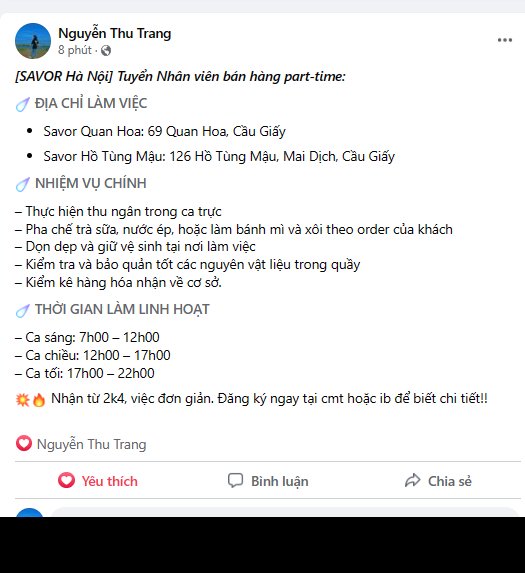 Nguyễn Thu Trang
8 phút ·
[SAVOR Hà Nội] Tuyển Nhân viên bán hàng part-time:
ĐỊA CHỈ LÀM VIỆC
• Savor Quan Hoa: 69 Quan Hoa, Cầu Giấy
• Savor Hồ Tùng Mậu: 126 Hồ Tùng Mậu, Mai Dịch, Cầu Giấy
NHIỆM VỤ CHÍNH
– Thực hiện thu ngân trong ca trực
– Pha chế trà sữa, nước ép, hoặc làm bánh mì và xôi theo order của khách
– Dọn dẹp và giữ vệ sinh tại nơi làm việc
– Kiểm tra và bảo quản tốt các nguyên vật liệu trong quầy
– Kiểm kê hàng hóa nhận về cơ sở.
THỜI GIAN LÀM LINH HOẠT
– Ca sáng: 7h00 – 12h00
– Ca chiều: 12h00 – 17h00
– Ca tối: 17h00 – 22h00
💥🔥 Nhận từ 2k4, việc đơn giản. Đăng ký ngay tại cmt hoặc ib để biết chi tiết!!
Nguyễn Thu Trang
Yêu thích
Bình luận
Chia sẻ